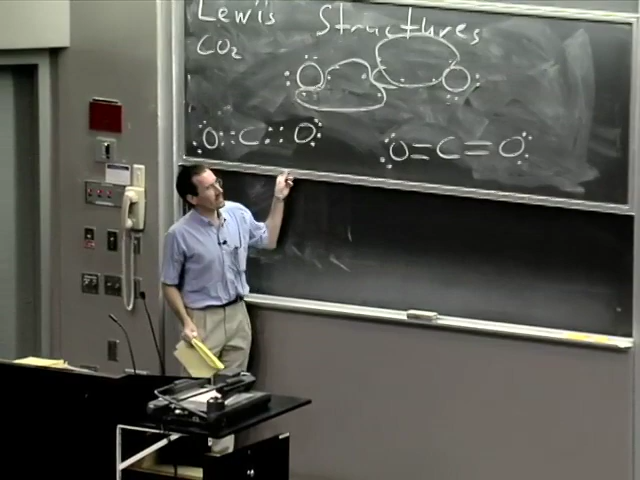 Lewis Structures
CO₂
O C O
O::C::O O=C=O